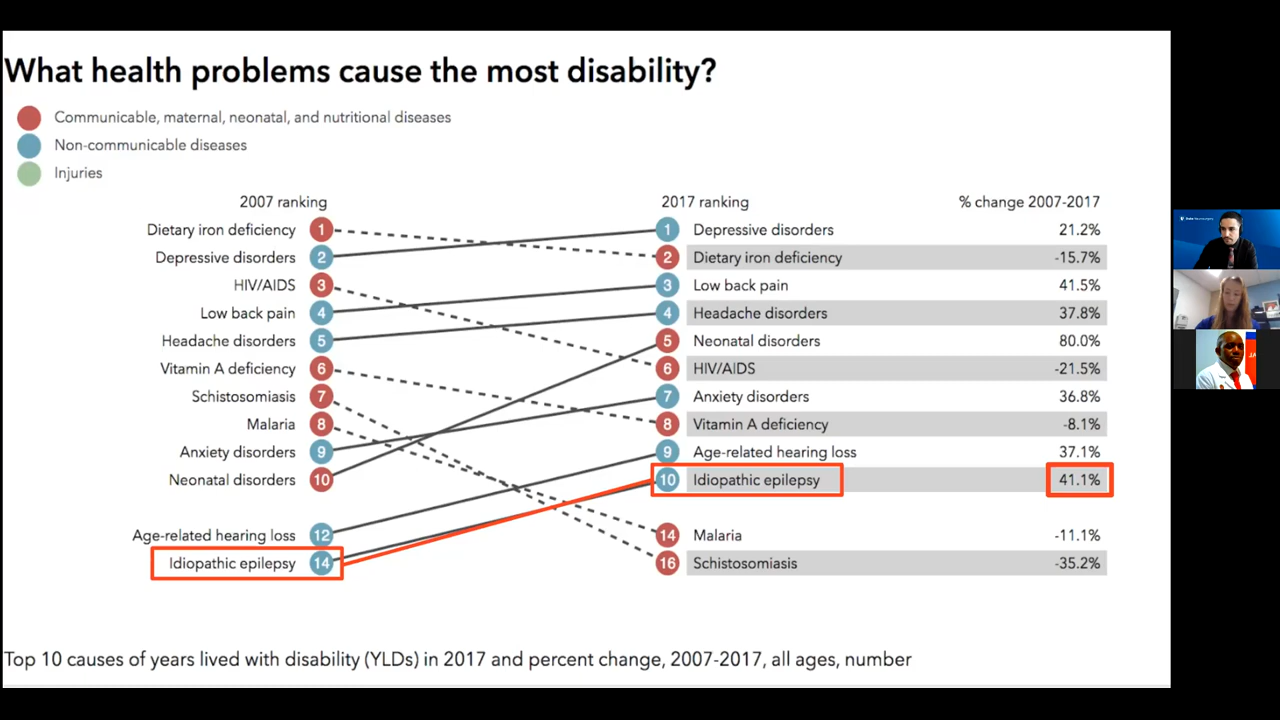 What health problems cause the most disability?
Communicable, maternal, neonatal, and nutritional diseases
Non-communicable diseases
Injuries
2007 ranking 2017 ranking % change 2007-2017
Dietary iron deficiency 1 1 Depressive disorders 21.2%
Depressive disorders 2 2 Dietary iron deficiency -15.7%
HIV/AIDS 3 3 Low back pain 41.5%
Low back pain 4 4 Headache disorders 37.8%
Headache disorders 5 5 Neonatal disorders 80.0%
Vitamin A deficiency 6 6 HIV/AIDS -21.5%
Schistosomiasis 7 7 Anxiety disorders 36.8%
Malaria 8 8 Vitamin A deficiency -8.1%
Anxiety disorders 9 9 Age-related hearing loss 37.1%
Neonatal disorders 10 10 Idiopathic epilepsy 41.1%
Age-related hearing loss 12 14 Malaria -11.1%
Idiopathic epilepsy 14 16 Schistosomiasis -35.2%
Top 10 causes of years lived with disability (YLDs) in 2017 and percent change, 2007-2017, all ages, number